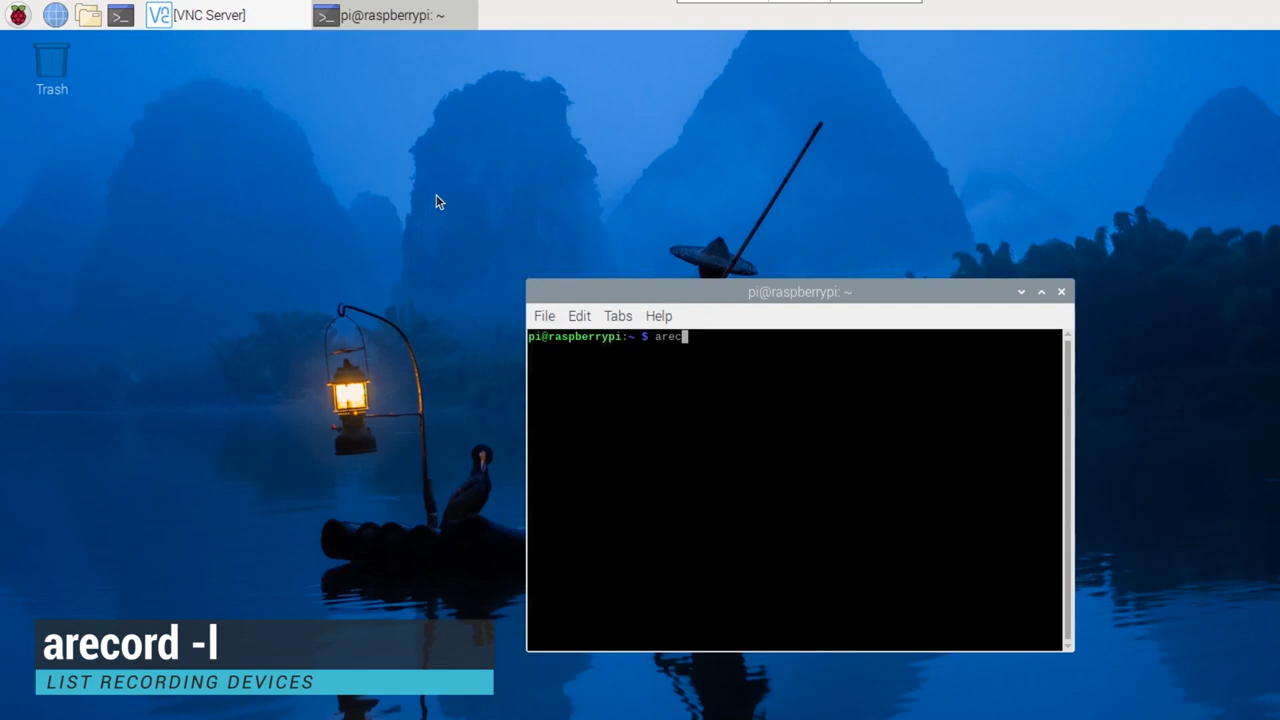 [VNC Server]
pi@raspberrypi: ~
Trash
pi@raspberrypi: ~
File Edit Tabs Help
pi@raspberrypi:~ $ arec
arecord -l
LIST RECORDING DEVICES